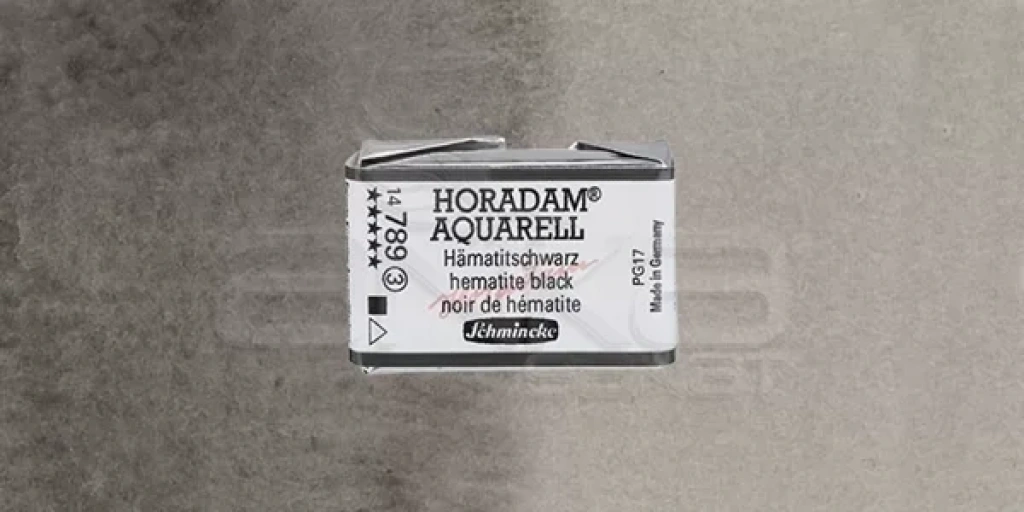 HORADAM®
AQUARELL
Hämatitschwarz
hematite black
noir de hématite
Schmincke
14 789 3
★★★★★
PG17
Made in Germany